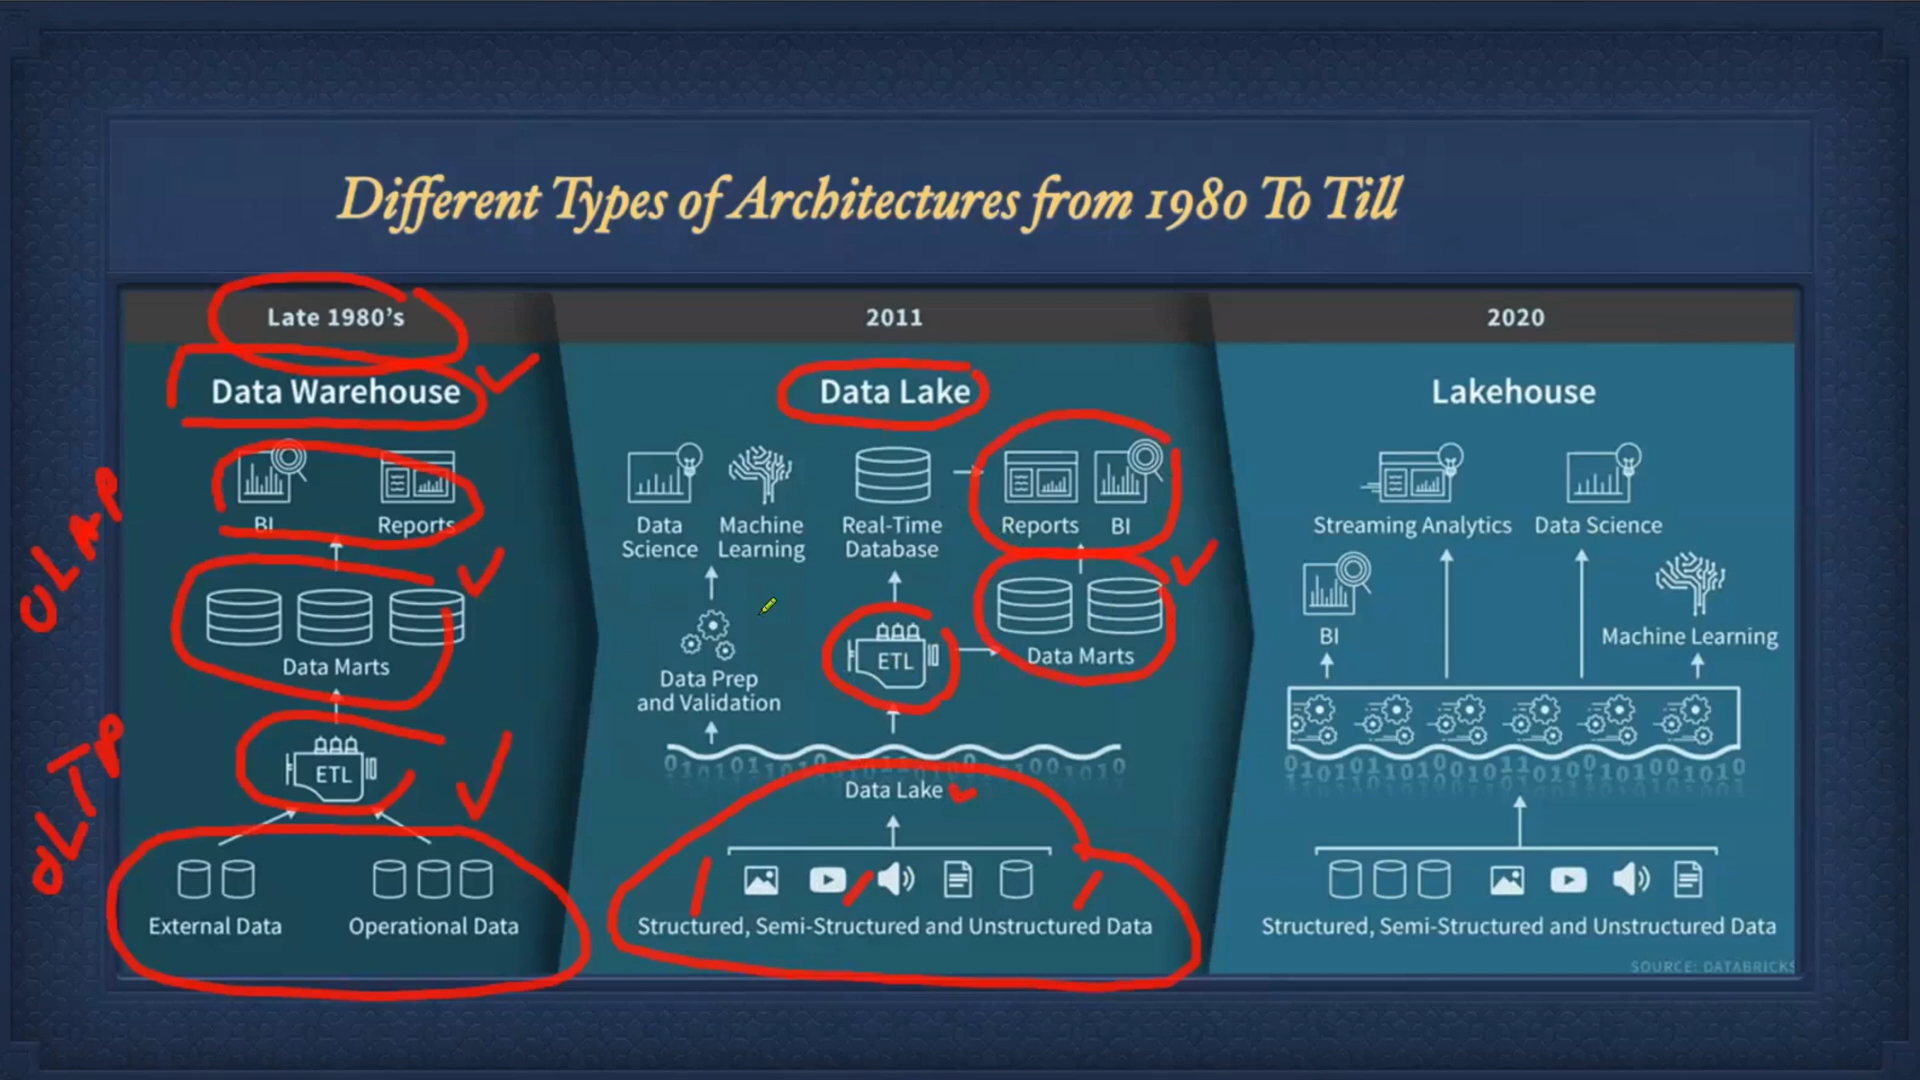 Different Types of Architectures from 1980 To Till
Late 1980's
Data Warehouse
BI
Reports
OLAP
Data Marts
OLTP
ETL
External Data
Operational Data
2011
Data Lake
Data Science
Machine Learning
Real-Time Database
Reports
BI
Data Prep and Validation
ETL
Data Marts
Data Lake
Structured, Semi-Structured and Unstructured Data
2020
Lakehouse
Streaming Analytics
Data Science
BI
Machine Learning
Structured, Semi-Structured and Unstructured Data
SOURCE: DATABRICKS